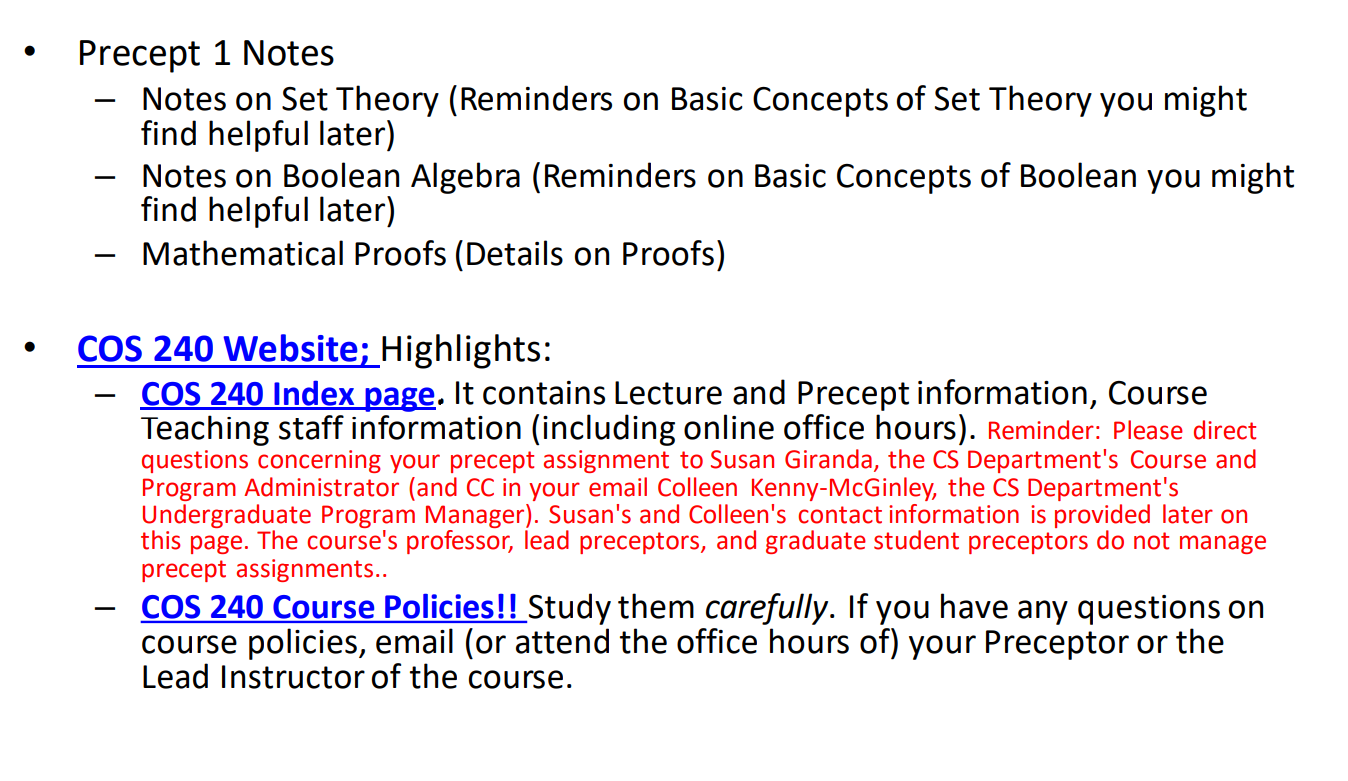 • Precept 1 Notes
– Notes on Set Theory (Reminders on Basic Concepts of Set Theory you might
find helpful later)
– Notes on Boolean Algebra (Reminders on Basic Concepts of Boolean you might
find helpful later)
– Mathematical Proofs (Details on Proofs)
• COS 240 Website; Highlights:
– COS 240 Index page. It contains Lecture and Precept information, Course
Teaching staff information (including online office hours). Reminder: Please direct
questions concerning your precept assignment to Susan Giranda, the CS Department's Course and
Program Administrator (and CC in your email Colleen Kenny-McGinley, the CS Department's
Undergraduate Program Manager). Susan's and Colleen's contact information is provided later on
this page. The course's professor, lead preceptors, and graduate student preceptors do not manage
precept assignments..
– COS 240 Course Policies!! Study them carefully. If you have any questions on
course policies, email (or attend the office hours of) your Preceptor or the
Lead Instructor of the course.